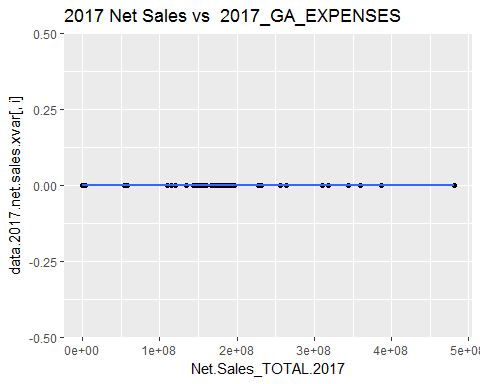 2017 Net Sales vs  2017_GA_EXPENSES
data.2017.net.sales.xvar[, i]
0.50
0.25
0.00
-0.25
-0.50
0e+00 1e+08 2e+08 3e+08 4e+08 5e+08
Net.Sales_TOTAL.2017